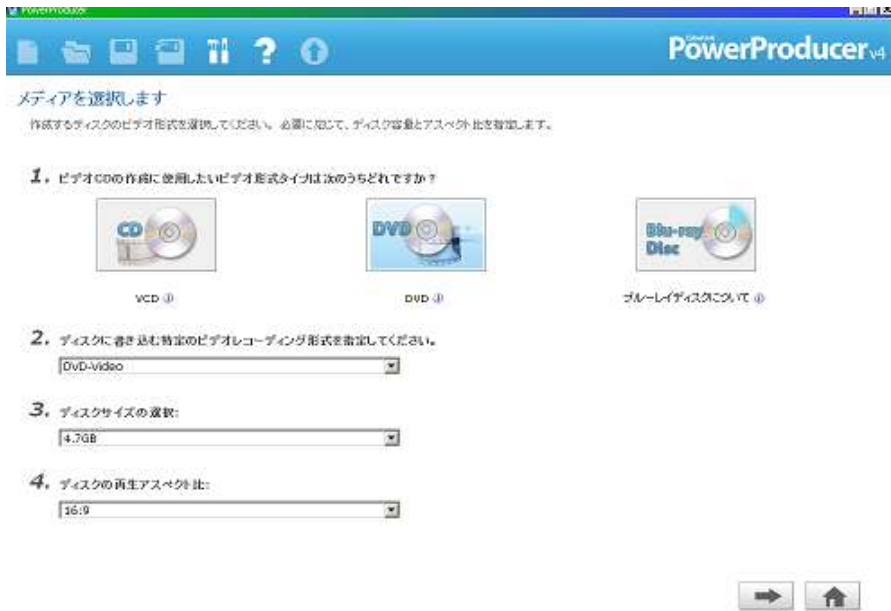 PowerProducer
CyberLink
PowerProducer v4
メディアを選択します
作成するディスクのビデオ形式を選択してください。必要に応じて、ディスク容量とアスペクト比を指定します。
1. ビデオCDの作成に使用したいビデオ形式タイプは次のうちどれですか?
CD
DVD
Blu-ray
Disc
VCD
DVD
ブルーレイディスクについて
2. ディスクに書き込む特定のビデオレコーディング形式を指定してください。
DVD-Video
3. ディスクサイズの選択:
4.7GB
4. ディスクの再生アスペクト比:
16:9